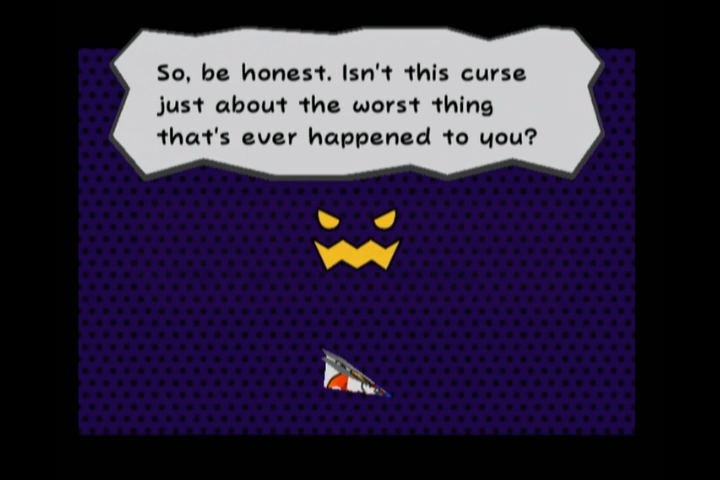 So, be honest. Isn't this curse
just about the worst thing
that's ever happened to you?